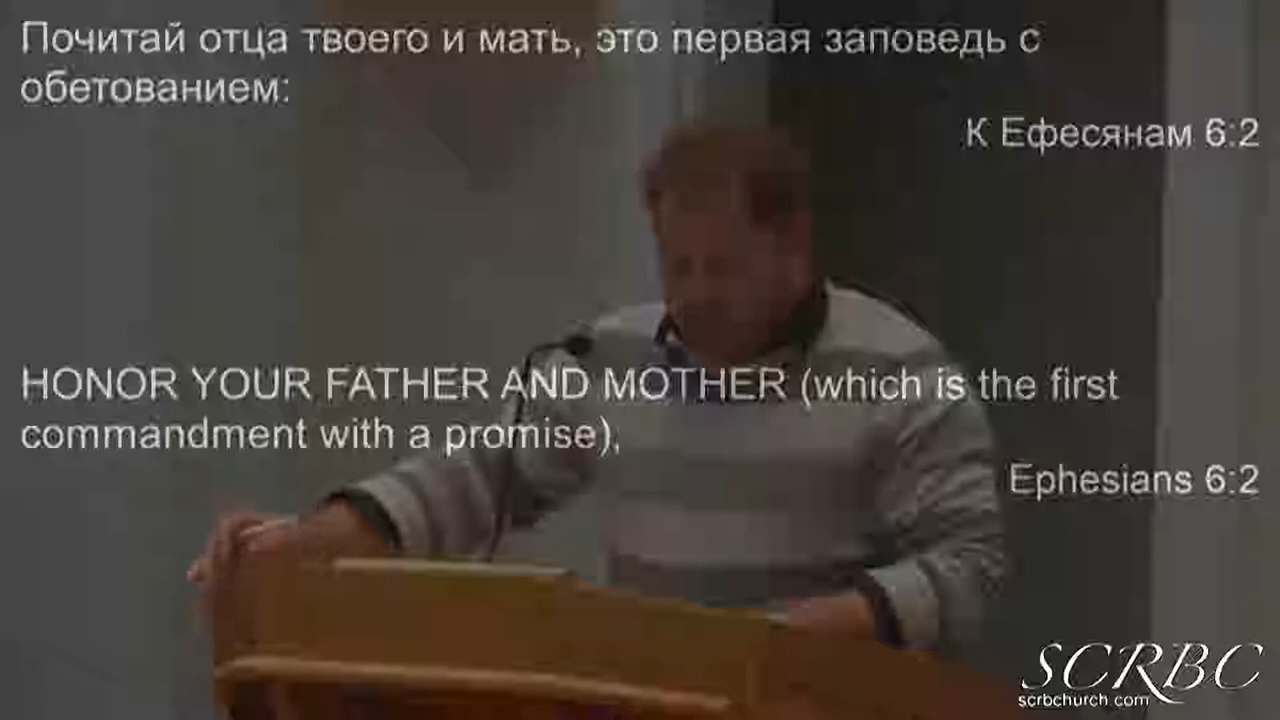 Почитай отца твоего и мать, это первая заповедь с
обетованием:
К Ефесянам 6:2
HONOR YOUR FATHER AND MOTHER (which is the first
commandment with a promise),
Ephesians 6:2
SCRBC
scrbchurch.com